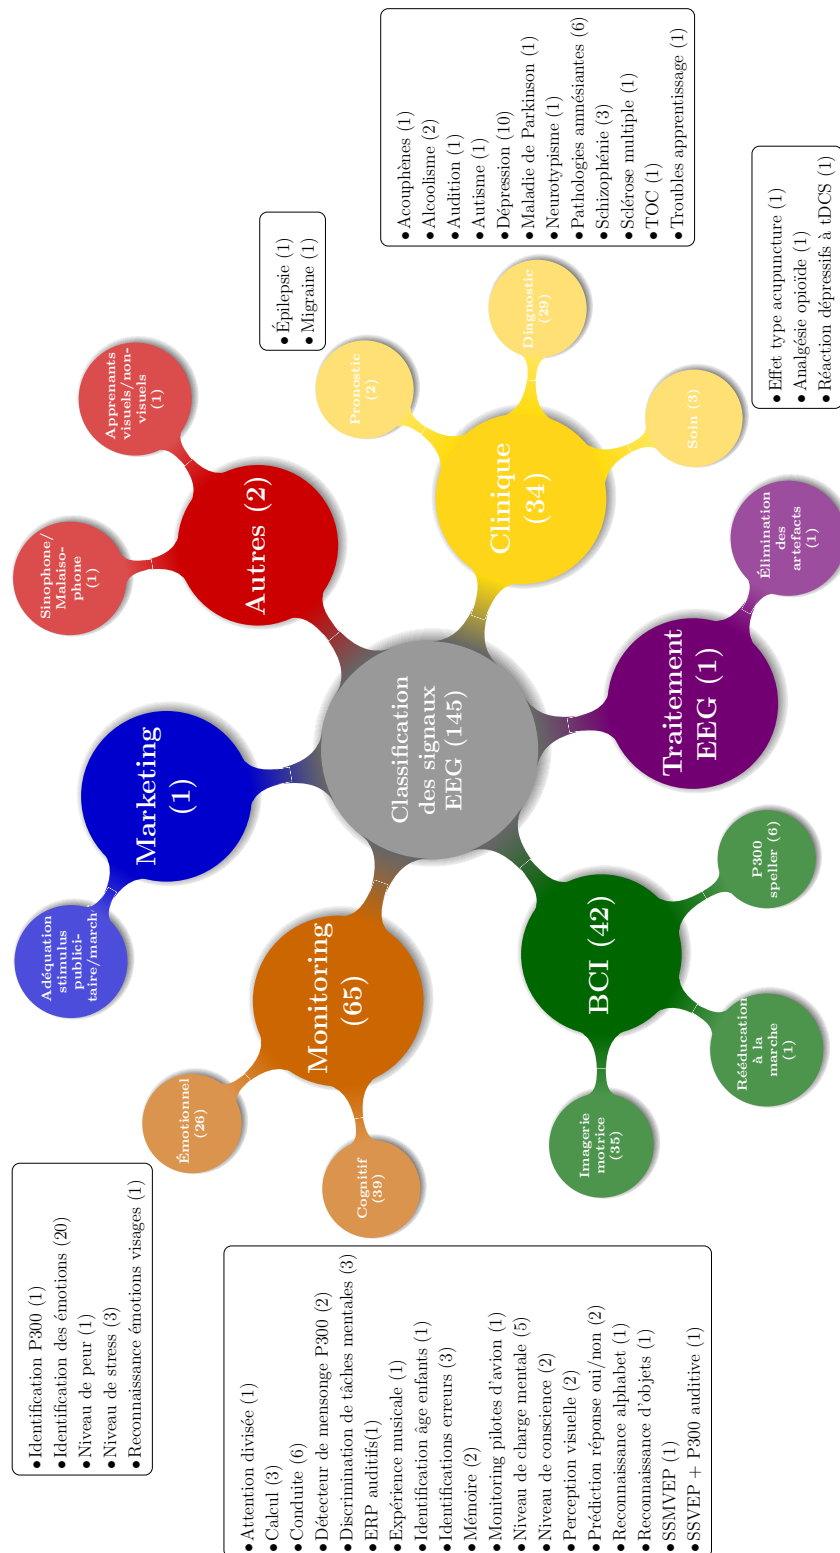 Classification
des signaux
EEG (145)
Marketing
(1)
Adéquation
stimulus
publici-
taire/march
Autres (2)
Sinophone/
Malaiso-
phone
(1)
Apprenants
visuels/non-
visuels
(1)
Clinique
(34)
Pronostic
(2)
• Épilepsie (1)
• Migraine (1)
Diagnostic
(29)
• Acouphènes (1)
• Alcoolisme (2)
• Audition (1)
• Autisme (1)
• Dépression (10)
• Maladie de Parkinson (1)
• Neurotypisme (1)
• Pathologies amnésiantes (6)
• Schizophénie (3)
• Sclérose multiple (1)
• TOC (1)
• Troubles apprentissage (1)
Soin (3)
• Effet type acupuncture (1)
• Analgésie opioïde (1)
• Réaction dépressifs à tDCS (1)
Traitement
EEG (1)
Élimination
des
artefacts
(1)
BCI (42)
P300
speller (6)
Rééducation
à la
marche
(1)
Imagerie
motrice
(35)
Monitoring
(65)
Émotionnel
(26)
• Identification P300 (1)
• Identification des émotions (20)
• Niveau de peur (1)
• Niveau de stress (3)
• Reconnaissance émotions visages (1)
Cognitif
(39)
• Attention divisée (1)
• Calcul (3)
• Conduite (6)
• Détecteur de mensonge P300 (2)
• Discrimination de tâches mentales (3)
• ERP auditifs(1)
• Expérience musicale (1)
• Identification âge enfants (1)
• Identifications erreurs (3)
• Mémoire (2)
• Monitoring pilotes d'avion (1)
• Niveau de charge mentale (5)
• Niveau de conscience (2)
• Perception visuelle (2)
• Prédiction réponse oui/non (2)
• Reconnaissance alphabet (1)
• Reconnaissance d'objets (1)
• SSMVEP (1)
• SSVEP + P300 auditive (1)